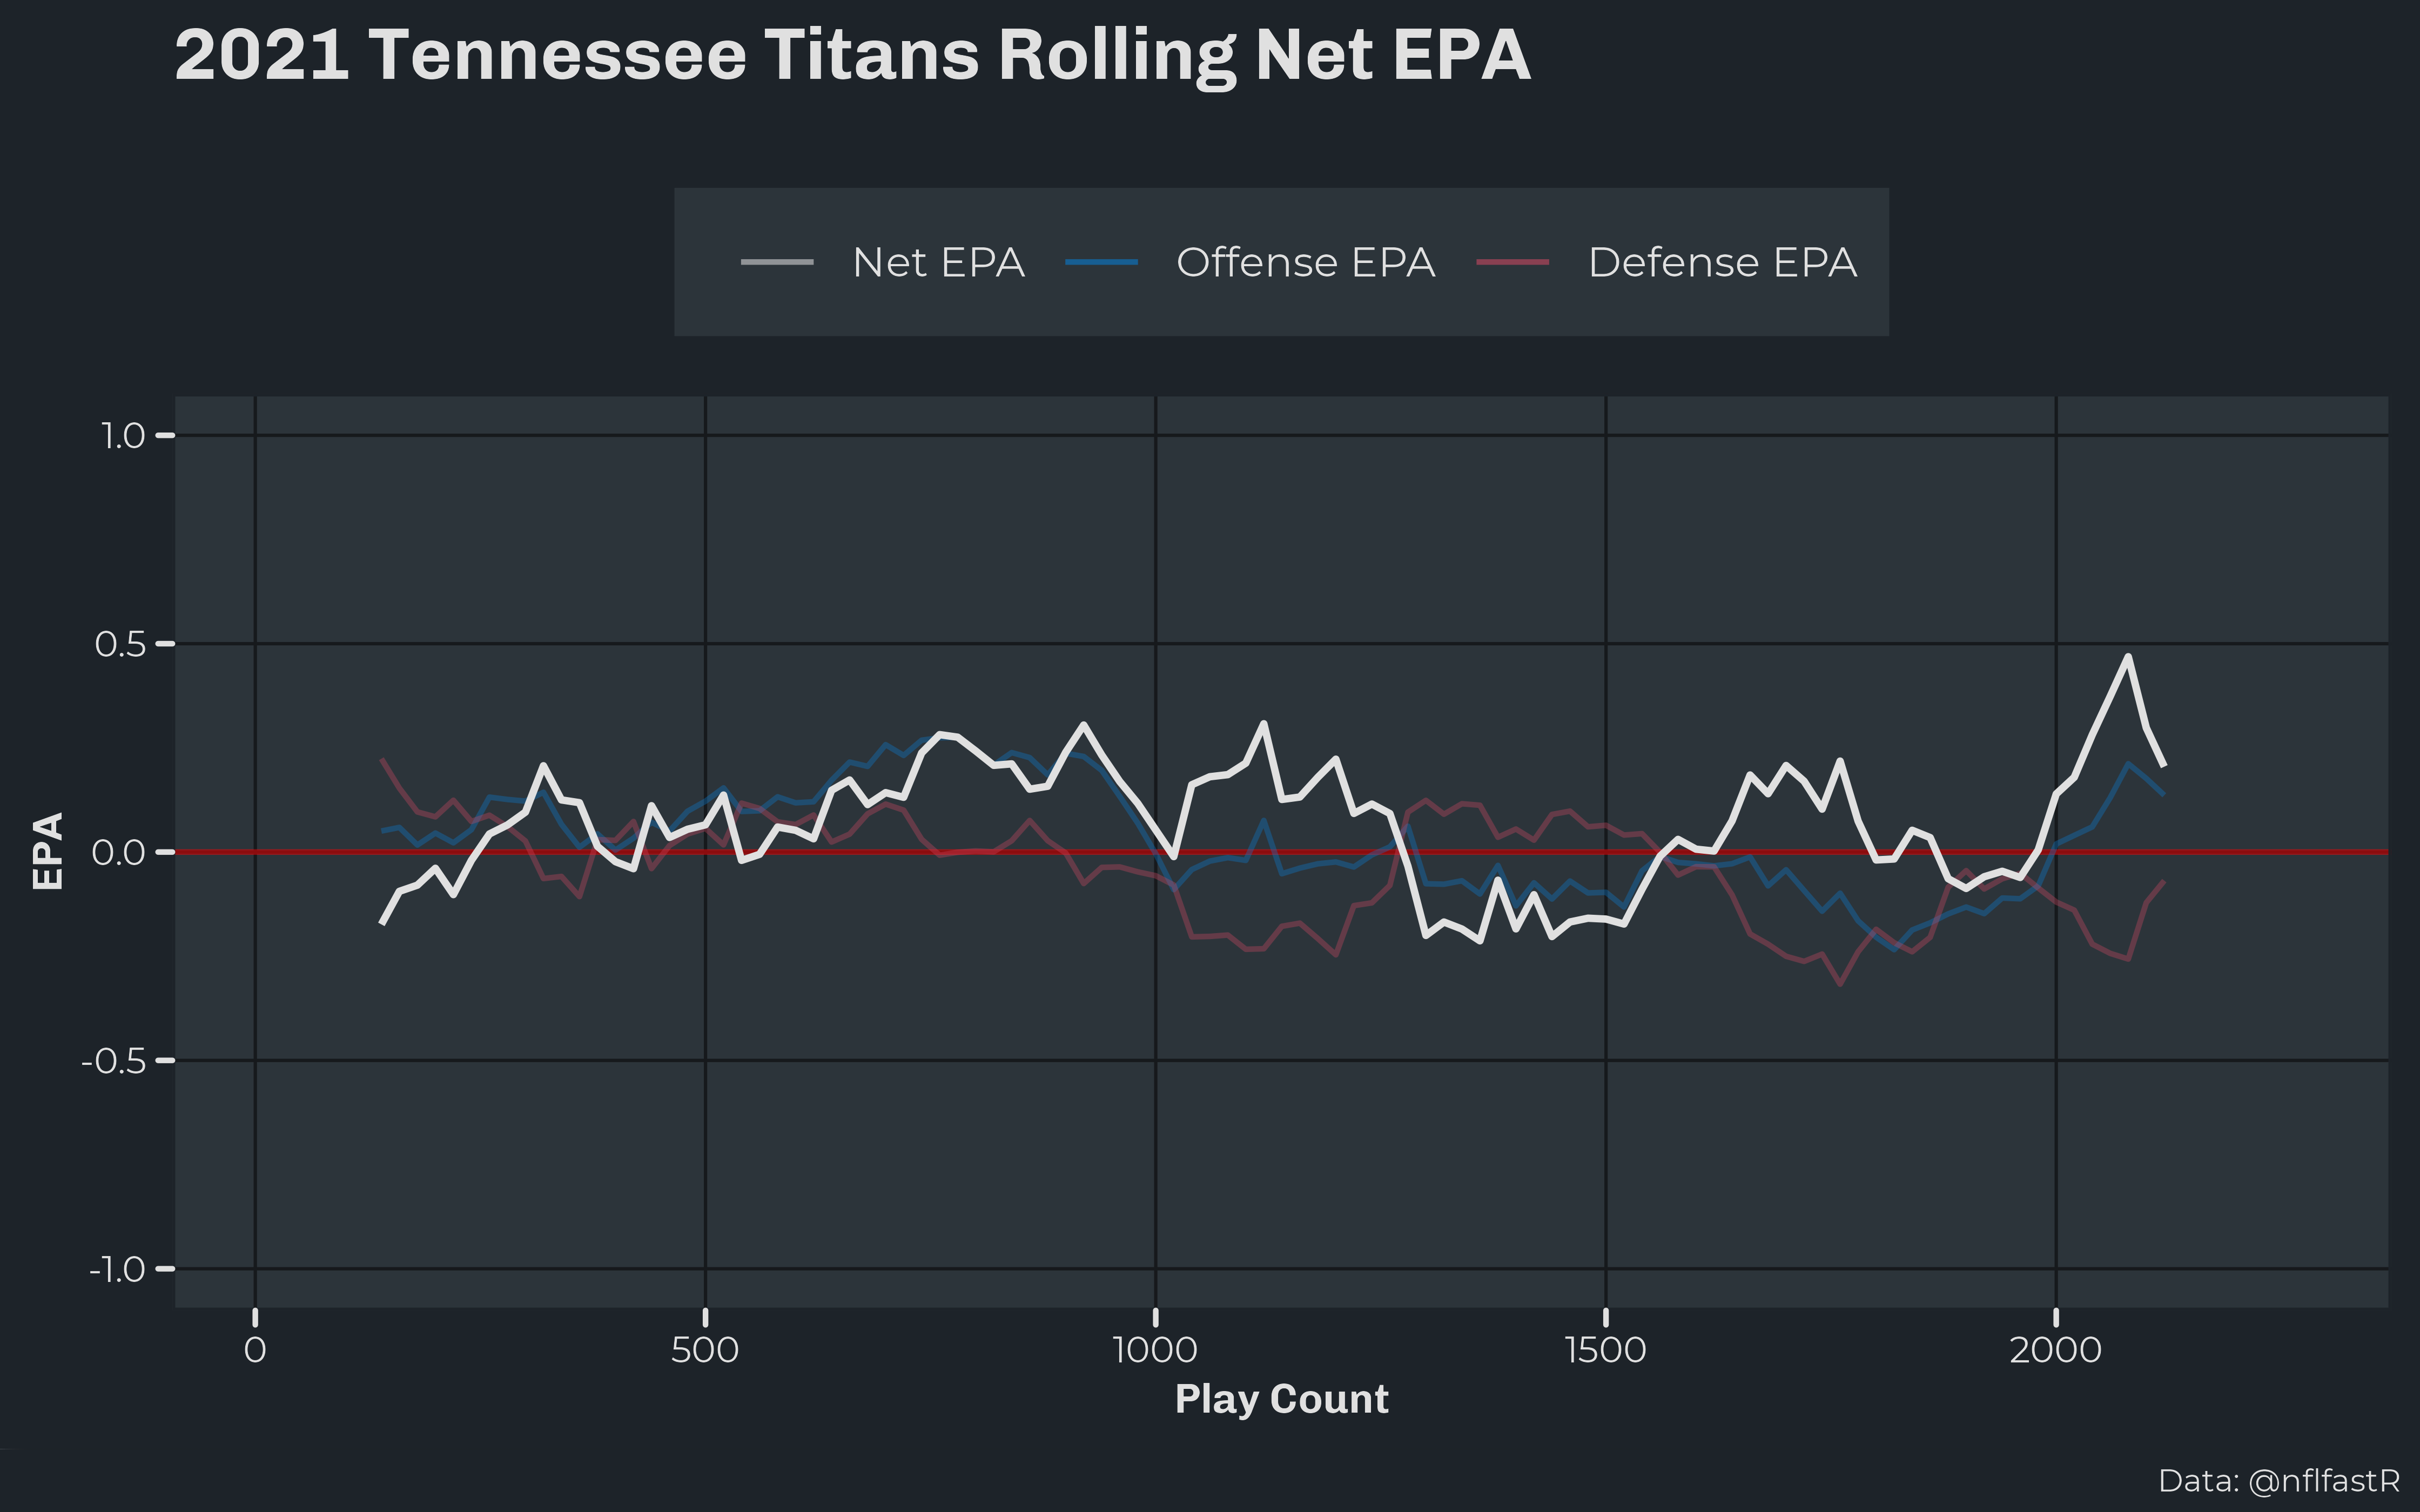 2021 Tennessee Titans Rolling Net EPA
Net EPA Offense EPA Defense EPA
1.0
0.5
0.0
-0.5
-1.0
EPA
0 500 1000 1500 2000
Play Count
Data: @nflfastR